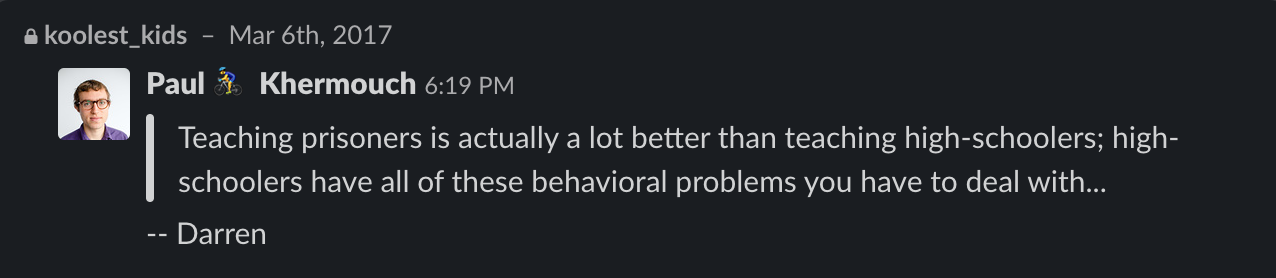 koolest_kids – Mar 6th, 2017
Paul 🚴 Khermouch 6:19 PM
Teaching prisoners is actually a lot better than teaching high-schoolers; high-
schoolers have all of these behavioral problems you have to deal with...
-- Darren